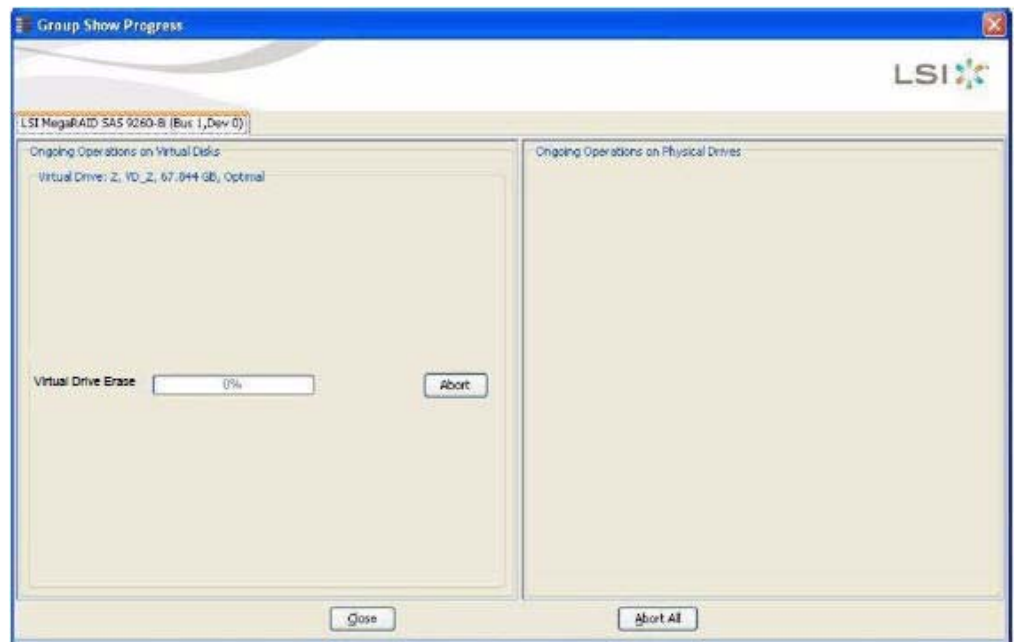 Group Show Progress
LSI
LSI MegaRAID SAS 9260-8i (Bus 1,Dev 0)
Ongoing Operations on Virtual Disks
Virtual Drive: 2, VD_2, 67.844 GB, Optimal
Virtual Drive Erase
0%
Abort
Ongoing Operations on Physical Drives
Close
Abort All